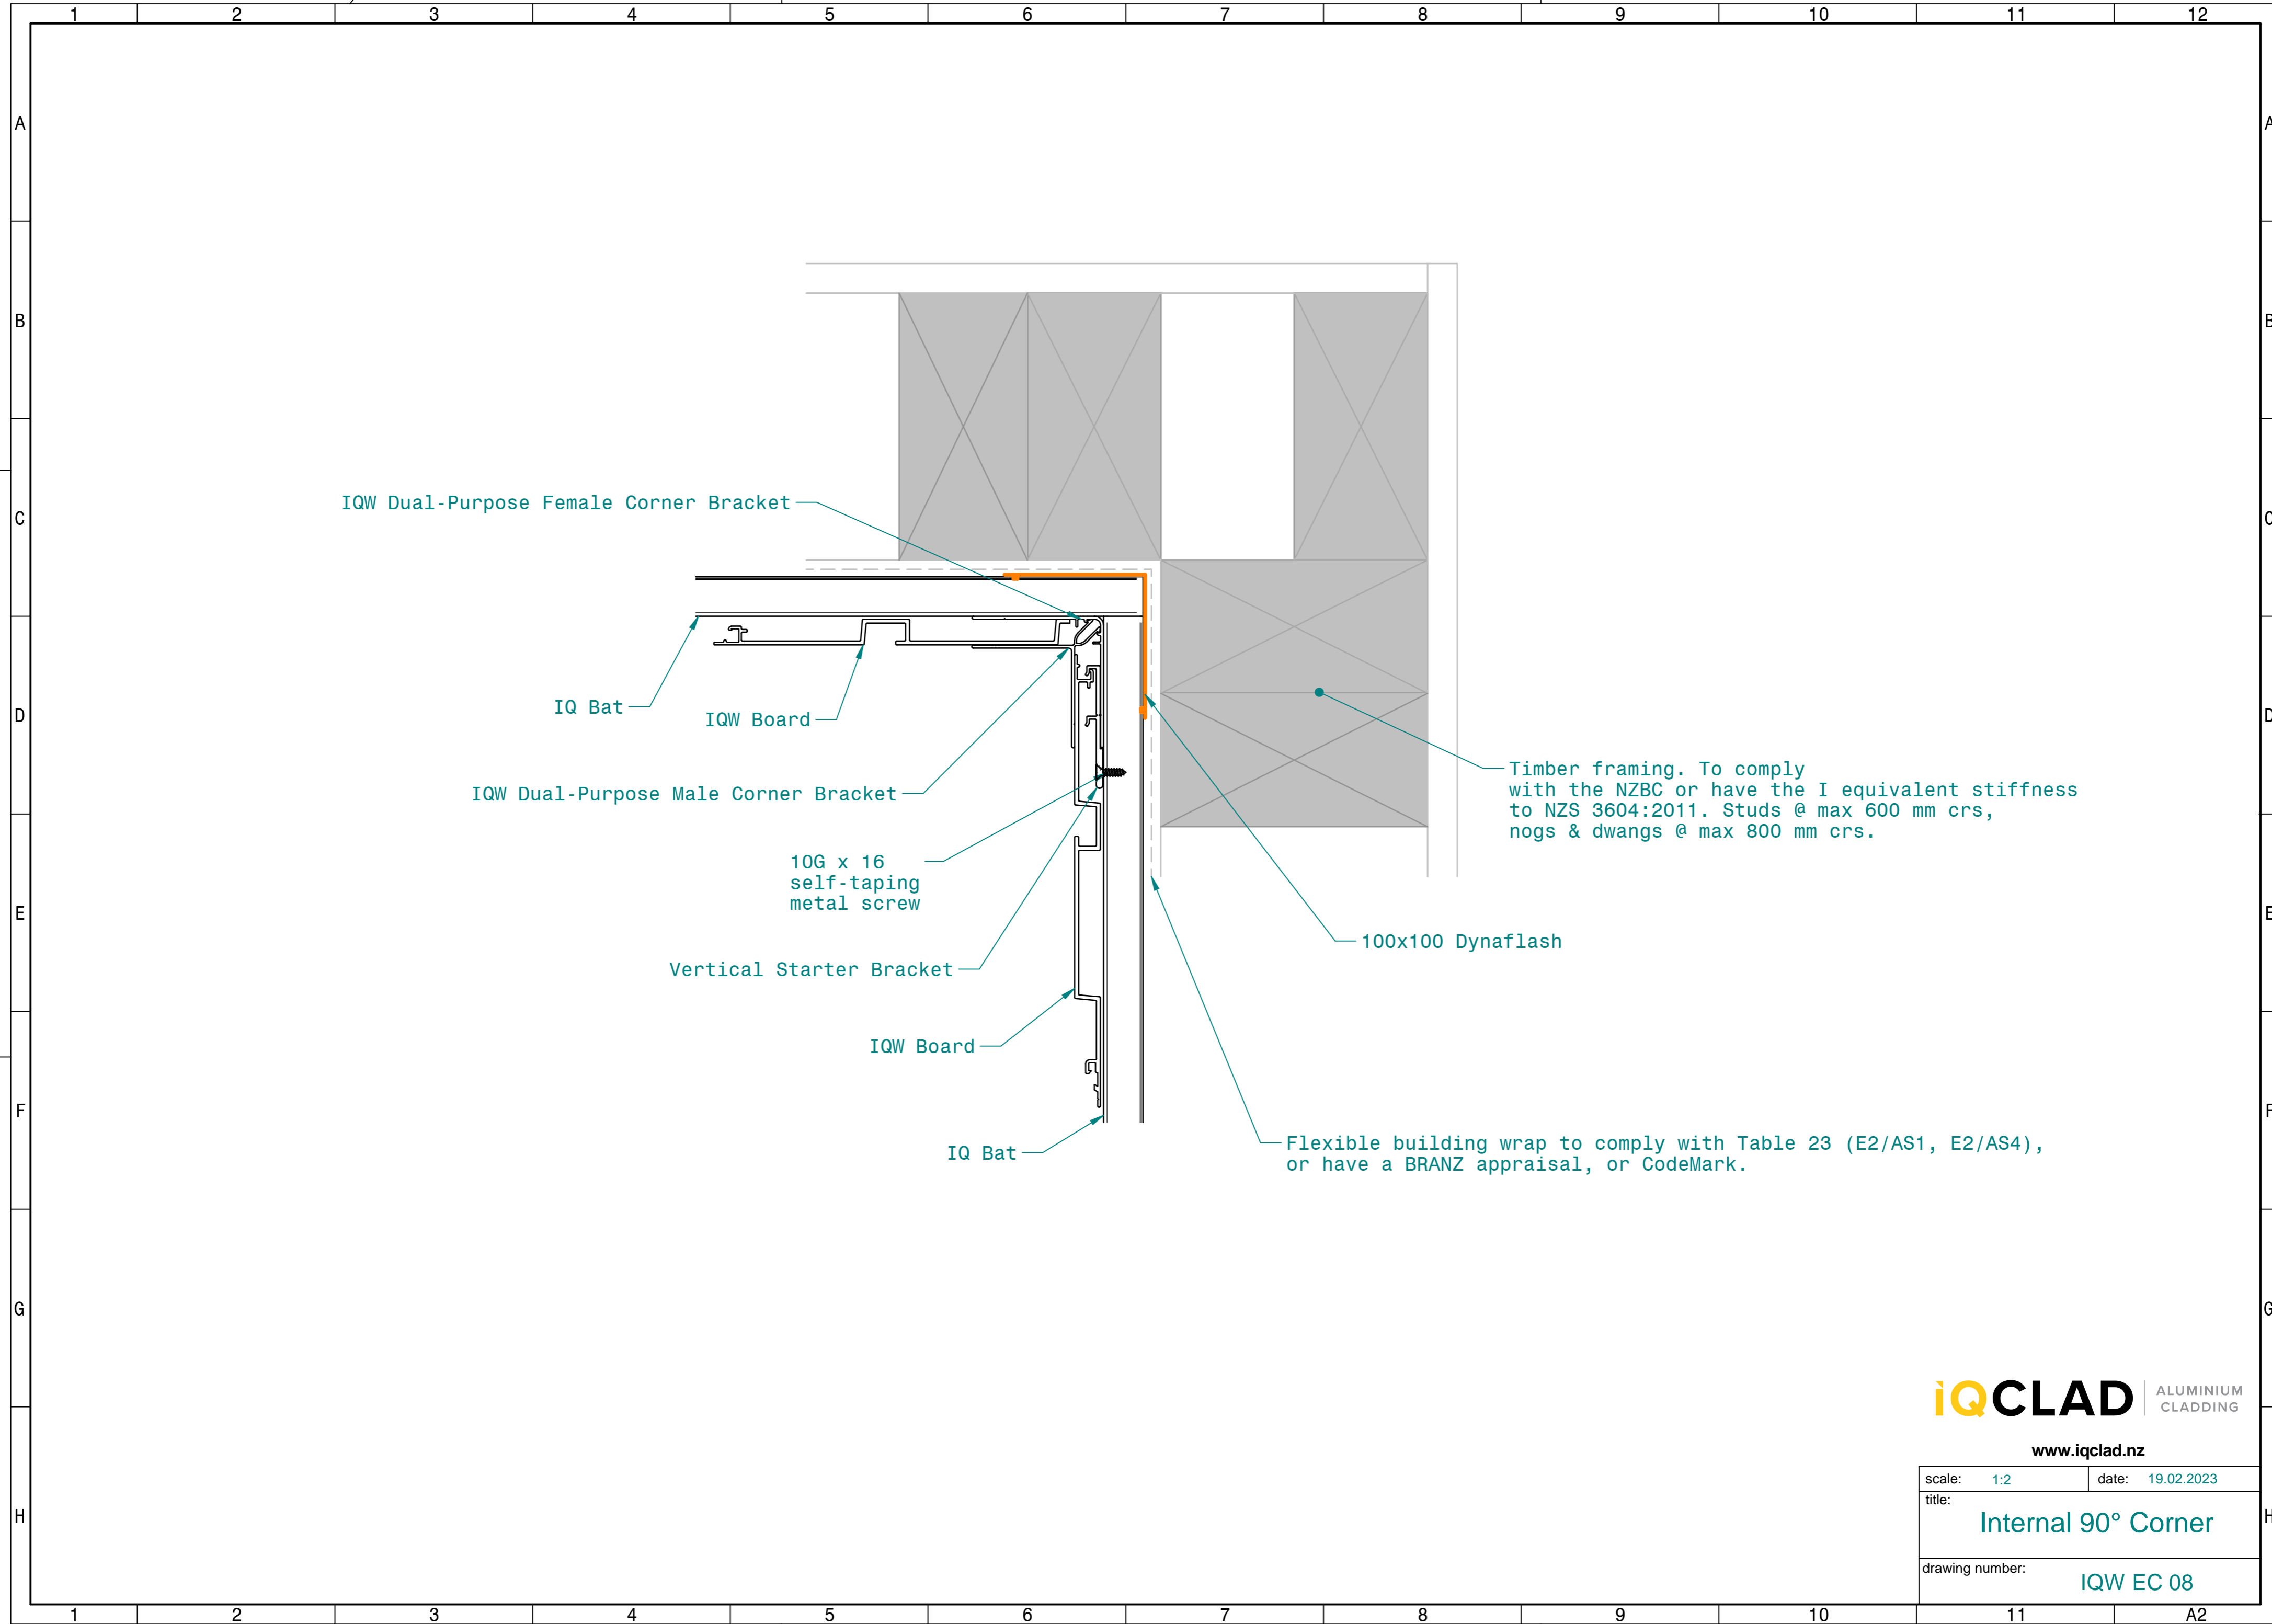 1 2 3 4 5 6 7 8 9 10 11 12
A A
B B
IQW Dual-Purpose Female Corner Bracket
C C
IQ Bat
IQW Board
D D
IQW Dual-Purpose Male Corner Bracket
Timber framing. To comply
with the NZBC or have the I equivalent stiffness
to NZS 3604:2011. Studs @ max 600 mm crs,
nogs & dwangs @ max 800 mm crs.
10G x 16
self-taping
metal screw
E E
100x100 Dynaflash
Vertical Starter Bracket
IQW Board
F F
IQ Bat
Flexible building wrap to comply with Table 23 (E2/AS1, E2/AS4),
or have a BRANZ appraisal, or CodeMark.
G G
iQCLAD ALUMINIUM
CLADDING
www.iqclad.nz
scale: 1:2 date: 19.02.2023
title:
Internal 90° Corner
H H
drawing number:
IQW EC 08
1 2 3 4 5 6 7 8 9 10 11 A2